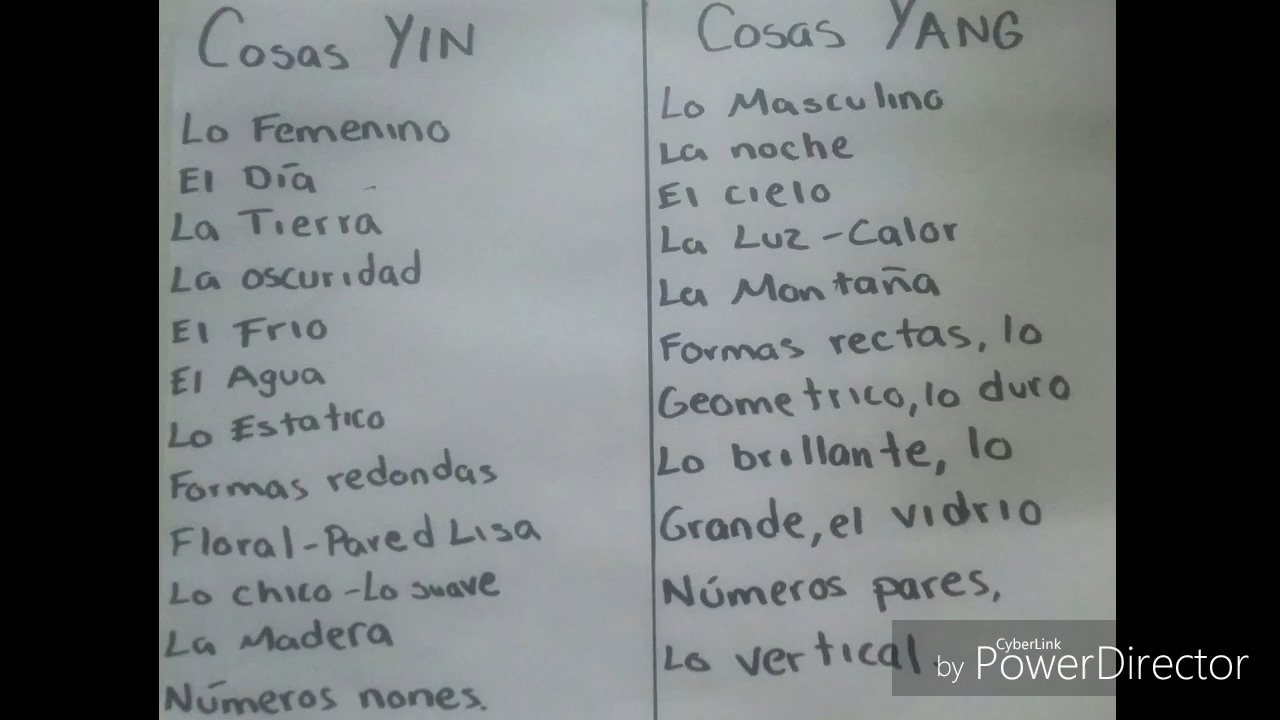 Cosas YIN
Lo Femenino
El Día
La Tierra
La oscuridad
El Frio
El Agua
Lo Estatico
Formas redondas
Floral-Pared Lisa
Lo chico-Lo suave
La Madera
Números nones.
Cosas YANG
Lo Masculino
La noche
El cielo
La Luz-Calor
La Montaña
Formas rectas, lo
Geometrico, lo duro
Lo brillante, lo
Grande, el vidrio
Números pares,
Lo vertical.
CyberLink
by PowerDirector